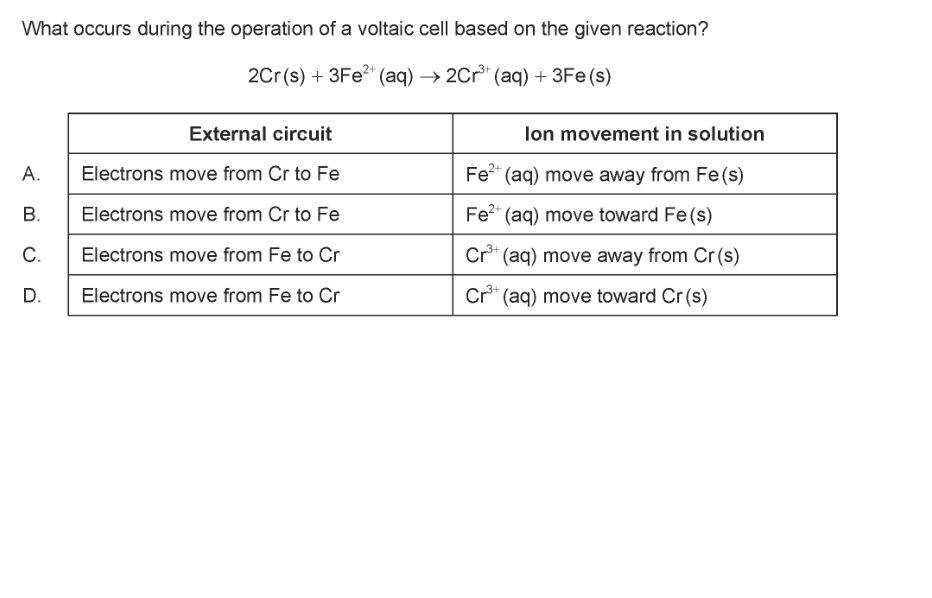 What occurs during the operation of a voltaic cell based on the given reaction?
2Cr(s) + 3Fe²⁺(aq) → 2Cr³⁺(aq) + 3Fe(s)
External circuit Ion movement in solution
A. Electrons move from Cr to Fe Fe²⁺(aq) move away from Fe(s)
B. Electrons move from Cr to Fe Fe²⁺(aq) move toward Fe(s)
C. Electrons move from Fe to Cr Cr³⁺(aq) move away from Cr(s)
D. Electrons move from Fe to Cr Cr³⁺(aq) move toward Cr(s)